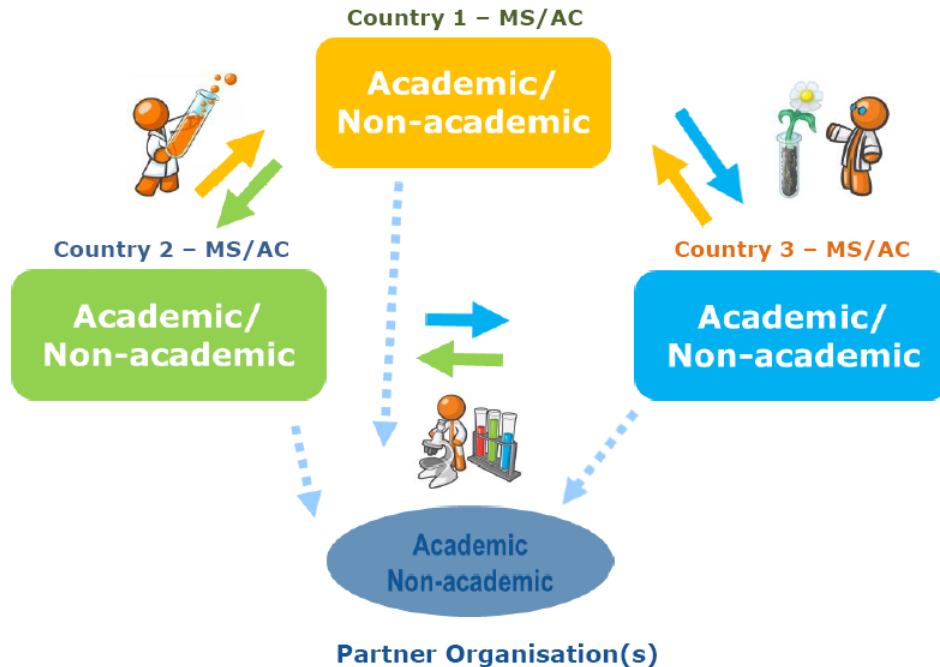 Country 1 – MS/AC
Academic/
Non-academic
Country 2 – MS/AC
Academic/
Non-academic
Country 3 – MS/AC
Academic/
Non-academic
Academic
Non-academic
Partner Organisation(s)